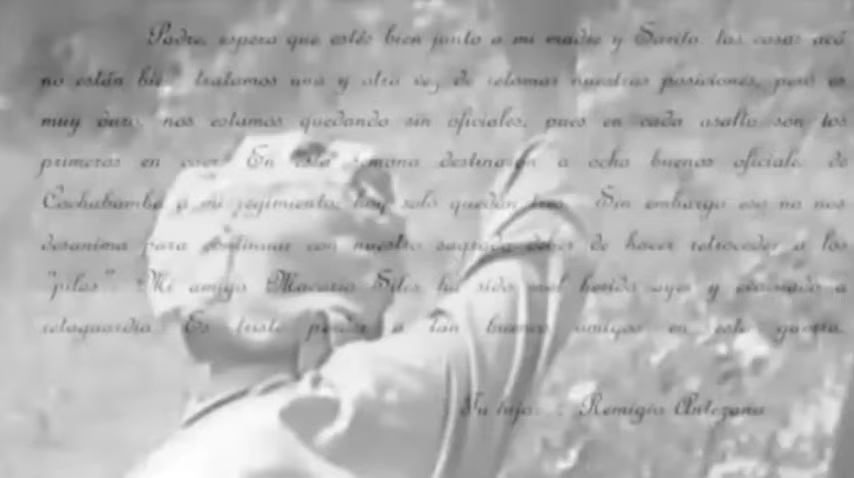 Padre, espero que estés bien junto a mi madre y Sarita, las cosas acá
no están bien tratamos una y otra vez de retomar nuestras posiciones, pero es
muy duro, nos estamos quedando sin oficiales, pues en cada asalto son los
primeros en caer. En esta semana destinaron a ocho buenos oficiales de
Cochabamba a mi regimiento, hoy solo quedan tres. Sin embargo eso no nos
desanima para continuar con nuestro sagrado deber de hacer retroceder a los
"pilas". Mi amigo Macario Siles ha sido mal herido ayer y evacuado a
retaguardia. Es triste perder a tan buenos amigos en esta guerra.
Tu hijo... Remigio Antezana